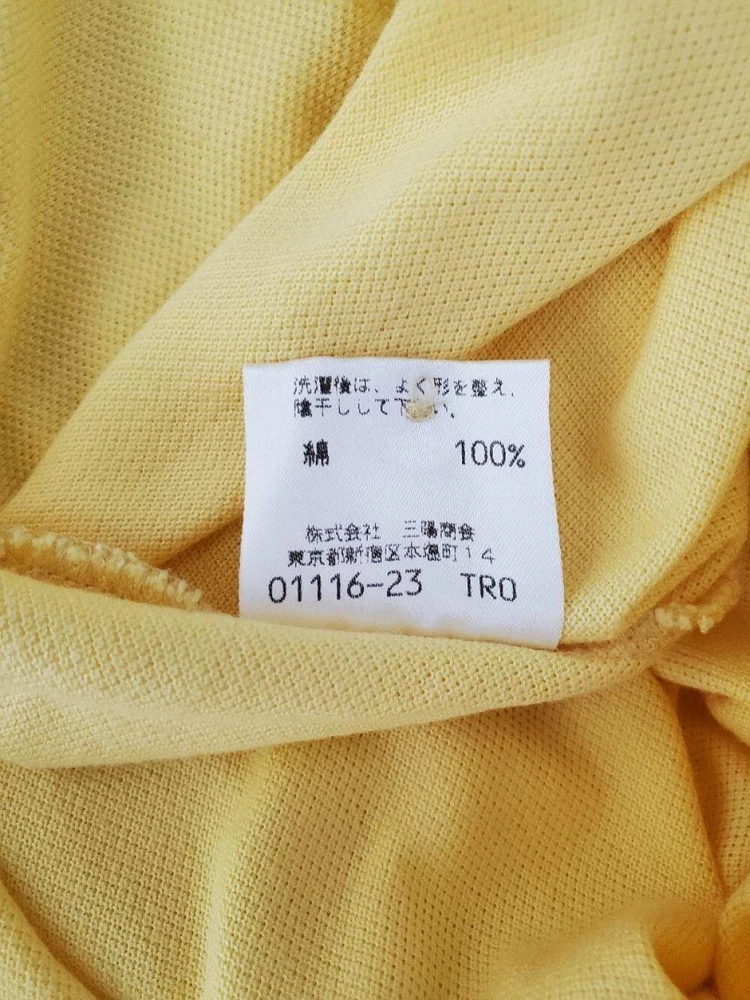 洗濯後は、よく形を整え、
陰干しして下さい。
綿 100%
株式会社 三陽商会
東京都新宿区本塩町14
01116-23 TRO